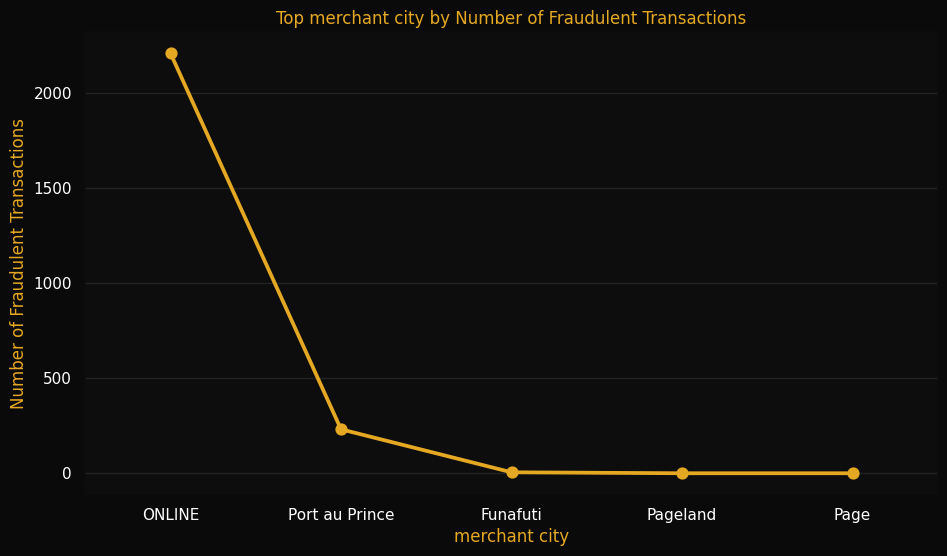 Top merchant city by Number of Fraudulent Transactions
Number of Fraudulent Transactions
2000
1500
1000
500
0
ONLINE Port au Prince Funafuti Pageland Page
merchant city